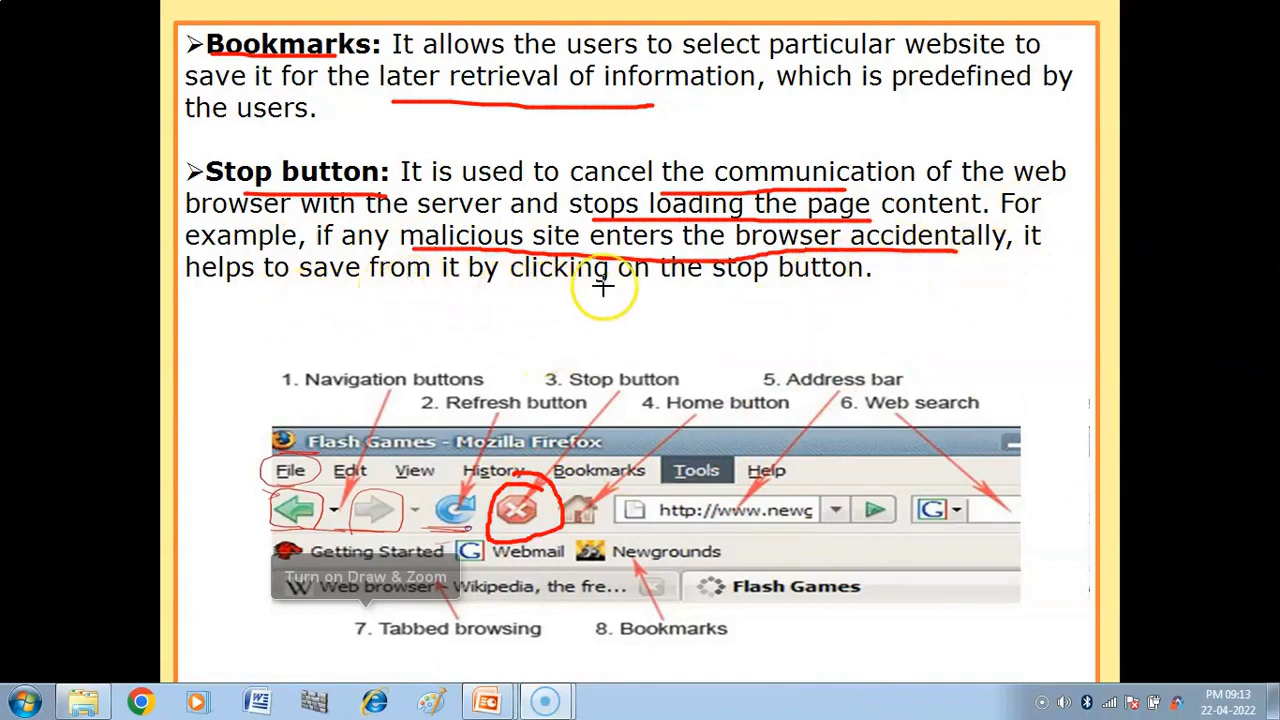 ➢Bookmarks: It allows the users to select particular website to
save it for the later retrieval of information, which is predefined by
the users.
➢Stop button: It is used to cancel the communication of the web
browser with the server and stops loading the page content. For
example, if any malicious site enters the browser accidentally, it
helps to save from it by clicking on the stop button.
1. Navigation buttons 3. Stop button 5. Address bar
2. Refresh button 4. Home button 6. Web search
Flash Games - Mozilla Firefox
File Edit View History Bookmarks Tools Help
http://www.newg G
Getting Started G Webmail Newgrounds
Turn on Draw & Zoom
W Web browser - Wikipedia, the fre... Flash Games
7. Tabbed browsing 8. Bookmarks
PM 09:13
22-04-2022